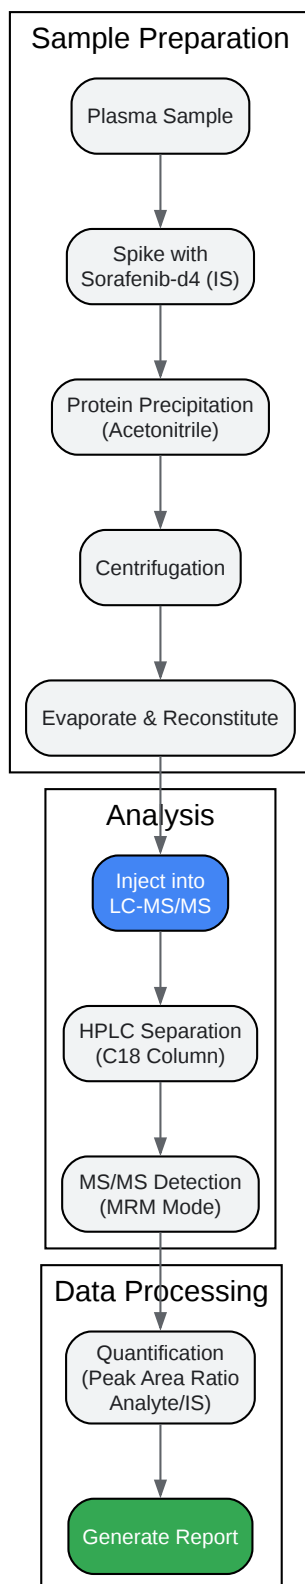 Sample Preparation
Plasma Sample
Spike with
Sorafenib-d4 (IS)
Protein Precipitation
(Acetonitrile)
Centrifugation
Evaporate & Reconstitute
Analysis
Inject into
LC-MS/MS
HPLC Separation
(C18 Column)
MS/MS Detection
(MRM Mode)
Data Processing
Quantification
(Peak Area Ratio
Analyte/IS)
Generate Report